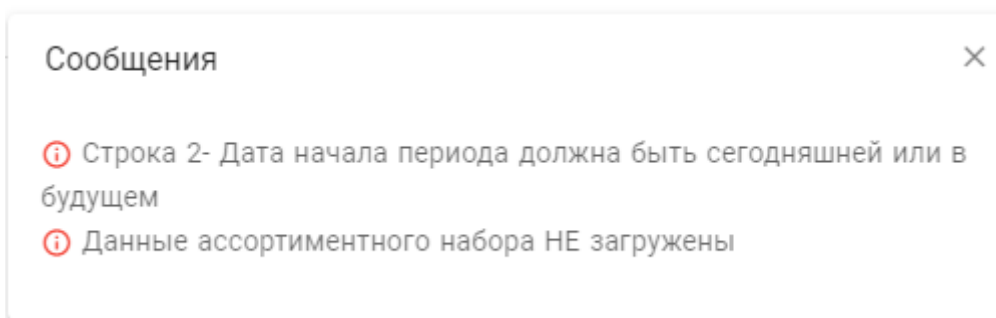 Сообщения
Строка 2- Дата начала периода должна быть сегодняшней или в
будущем
Данные ассортиментного набора НЕ загружены